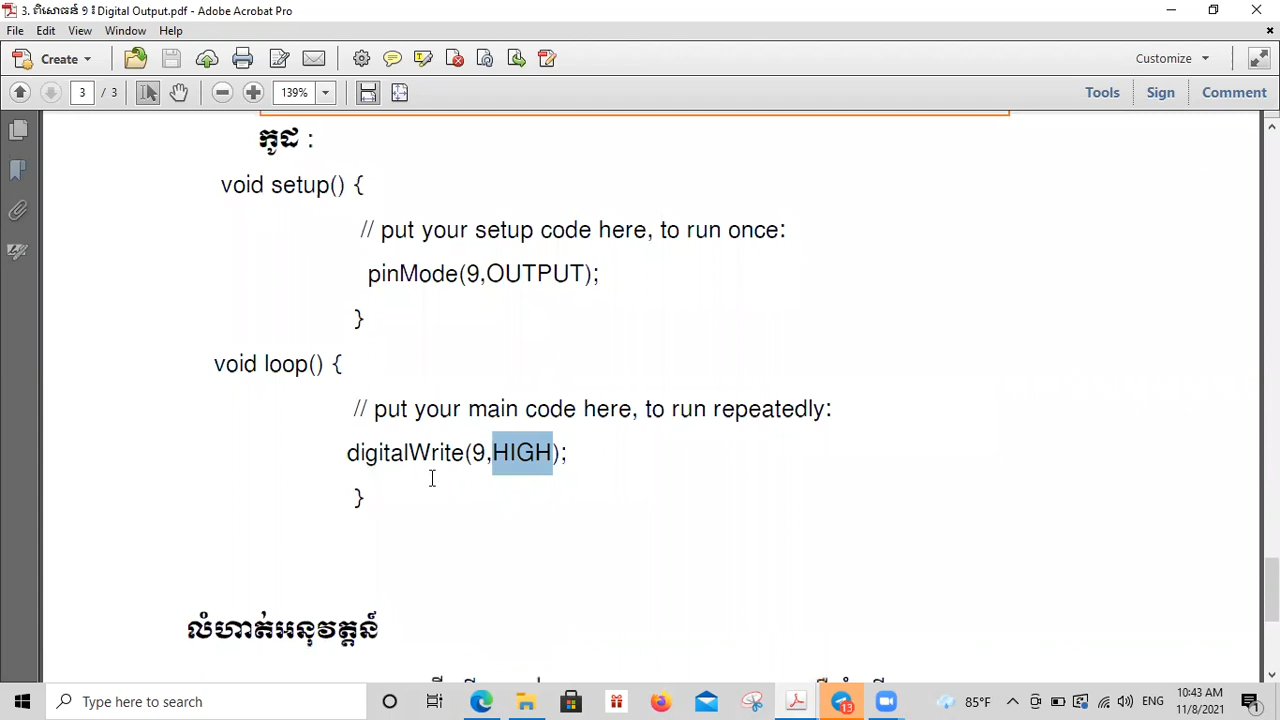 3. ពិសោធន៍ ១ ៖ Digital Output.pdf - Adobe Acrobat Pro
File Edit View Window Help
Create
Customize
3 / 3
139%
Tools Sign Comment
កូដ :
void setup() {
// put your setup code here, to run once:
pinMode(9,OUTPUT);
}
void loop() {
// put your main code here, to run repeatedly:
digitalWrite(9,HIGH);
}
លំហាត់អនុវត្តន៍
Type here to search
13
85°F
ENG
10:43 AM
11/8/2021
1